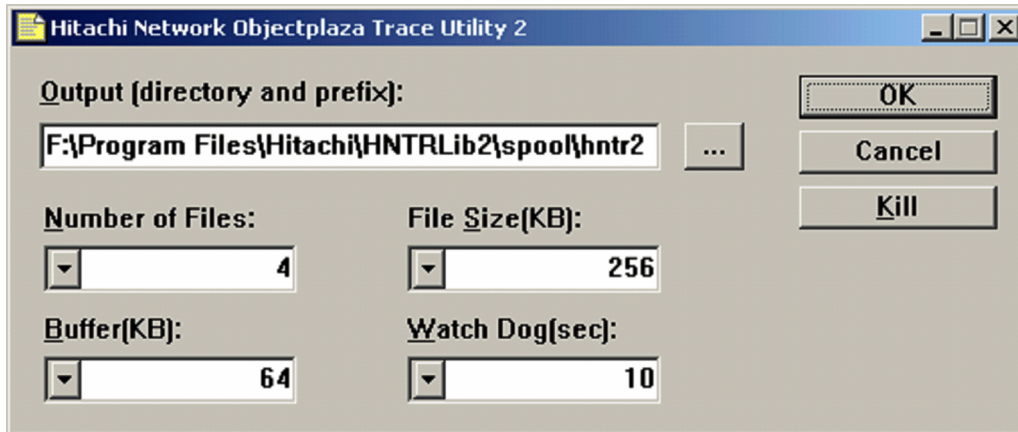 Hitachi Network Objectplaza Trace Utility 2
Output (directory and prefix):
F:\Program Files\Hitachi\HNTRLib2\spool\hntr2
...
OK
Cancel
Kill
Number of Files:
File Size(KB):
4
256
Buffer(KB):
Watch Dog(sec):
64
10